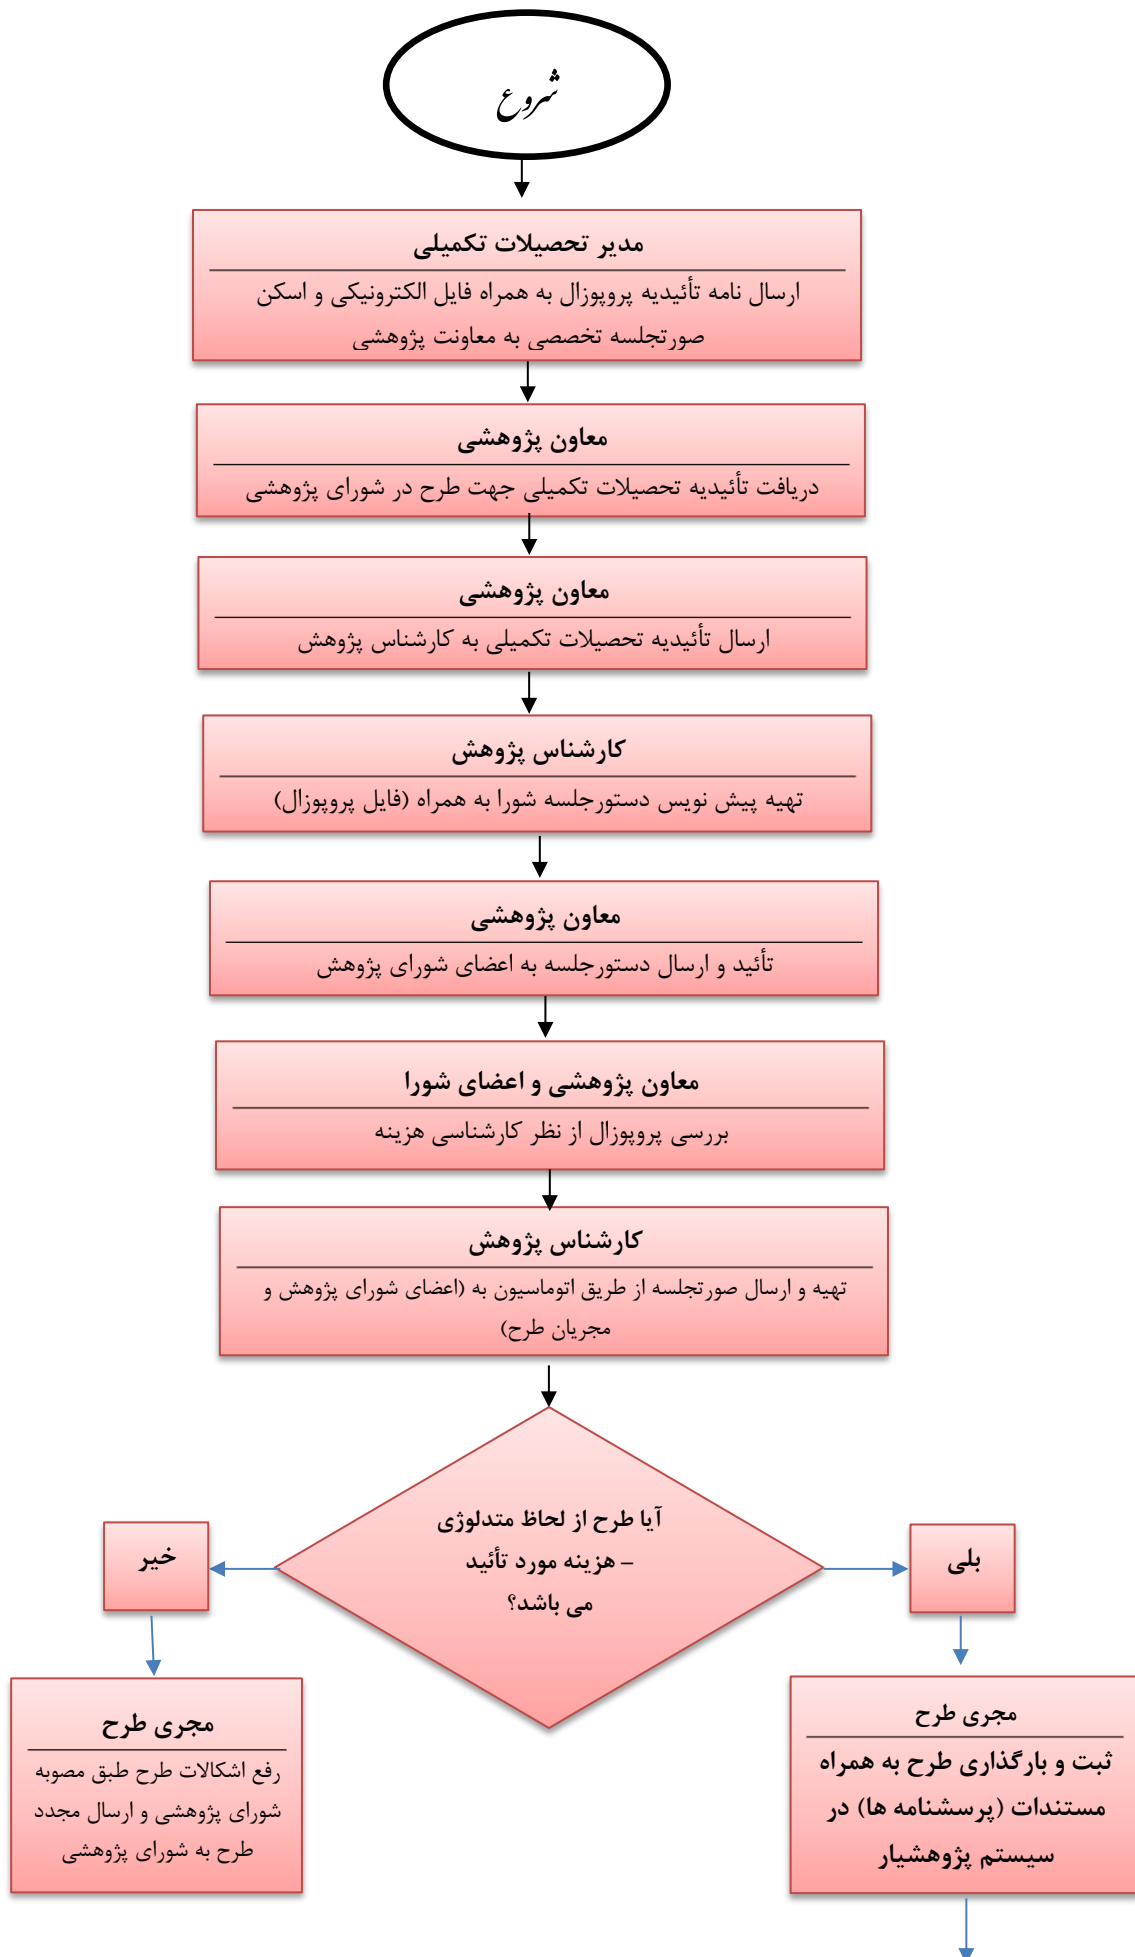 شروع
مدیر تحصیلات تکمیلی
ارسال نامه تأئیدیه پروپوزال به همراه فایل الکترونیکی و اسکن
صورتجلسه تخصصی به معاونت پژوهشی
معاون پژوهشی
دریافت تأئیدیه تحصیلات تکمیلی جهت طرح در شورای پژوهشی
معاون پژوهشی
ارسال تأئیدیه تحصیلات تکمیلی به کارشناس پژوهش
کارشناس پژوهش
تهیه پیش نویس دستورجلسه شورا به همراه (فایل پروپوزال)
معاون پژوهشی
تأئید و ارسال دستورجلسه به اعضای شورای پژوهش
معاون پژوهشی و اعضای شورا
بررسی پروپوزال از نظر کارشناسی هزینه
کارشناس پژوهش
تهیه و ارسال صورتجلسه از طریق اتوماسیون به (اعضای شورای پژوهش و
مجریان طرح)
آیا طرح از لحاظ متدلوژی
– هزینه مورد تأئید
می باشد؟
بلی
خیر
مجری طرح
ثبت و بارگذاری طرح به همراه
مستندات (پرسشنامه ها) در
سیستم پژوهشیار
مجری طرح
رفع اشکالات طرح طبق مصوبه
شورای پژوهشی و ارسال مجدد
طرح به شورای پژوهشی